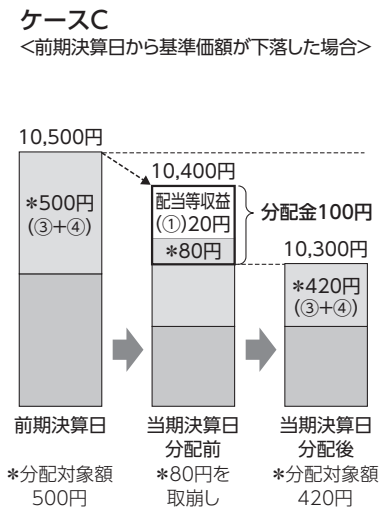 ケースC
<前期決算日から基準価額が下落した場合>
10,500円
10,400円
*500円
(③+④)
配当等収益
(①)20円
*80円
分配金100円
10,300円
*420円
(③+④)
前期決算日
当期決算日
分配前
当期決算日
分配後
*分配対象額
500円
*80円を
取崩し
*分配対象額
420円